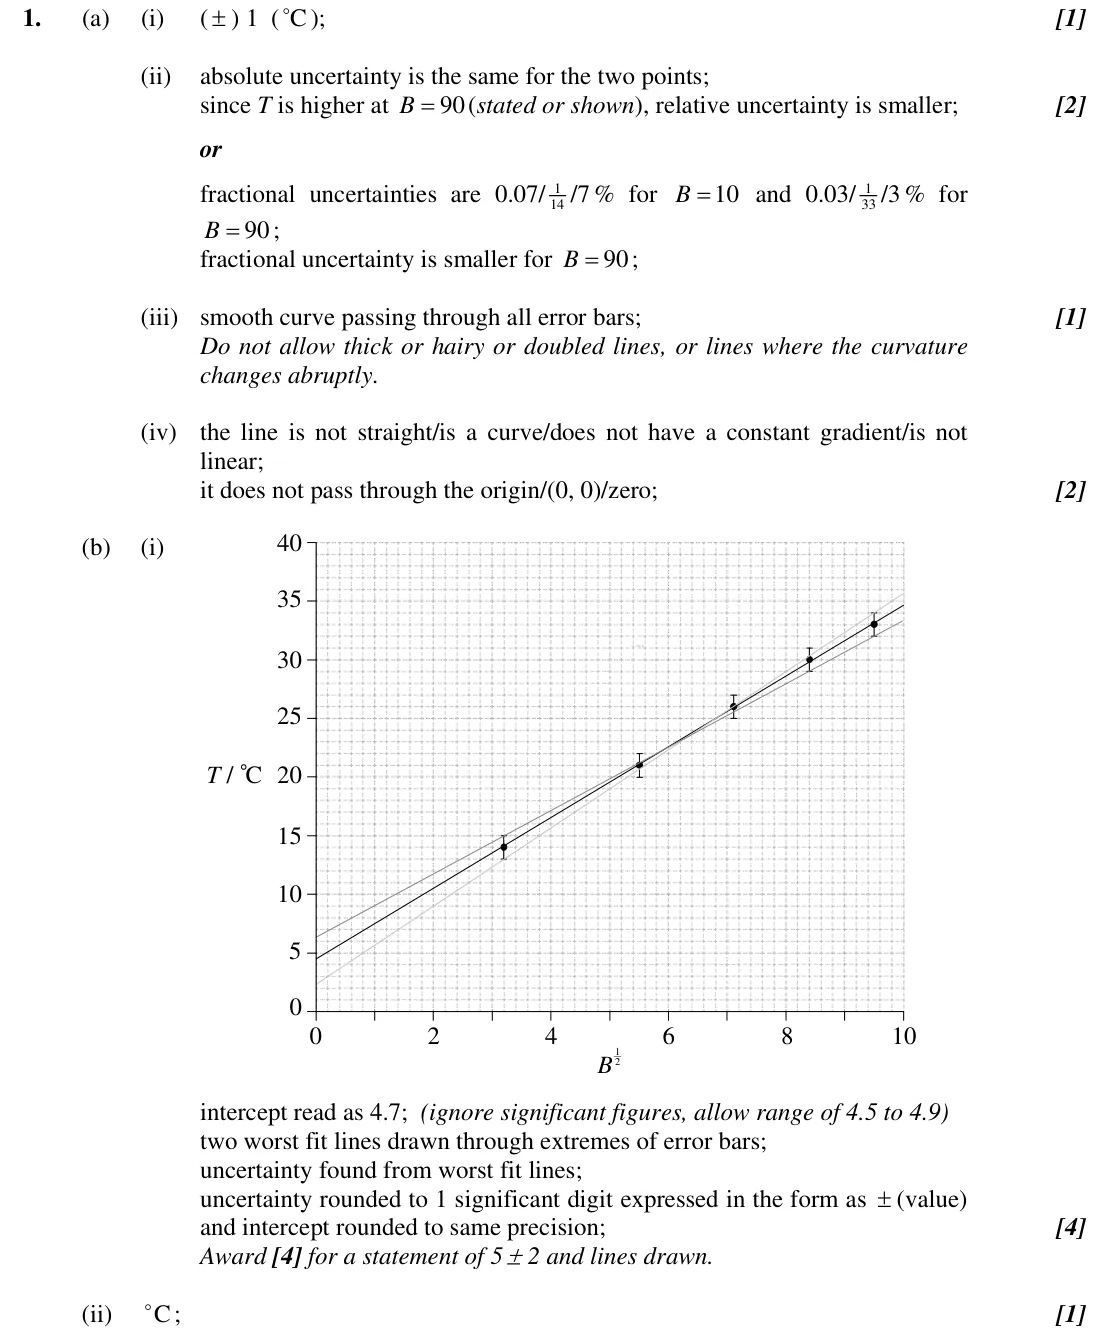 1. (a) (i) (±) 1 (°C); [1]
(ii) absolute uncertainty is the same for the two points;
since T is higher at B = 90 (stated or shown), relative uncertainty is smaller; [2]
or
fractional uncertainties are 0.07/1/14/7 % for B = 10 and 0.03/1/33/3 % for
B = 90;
fractional uncertainty is smaller for B = 90;
(iii) smooth curve passing through all error bars; [1]
Do not allow thick or hairy or doubled lines, or lines where the curvature
changes abruptly.
(iv) the line is not straight/is a curve/does not have a constant gradient/is not
linear;
it does not pass through the origin/(0, 0)/zero; [2]
(b) (i)
40
35
30
25
T / °C 20
15
10
5
0
0 2 4 6 8 10
B^1/2
intercept read as 4.7; (ignore significant figures, allow range of 4.5 to 4.9)
two worst fit lines drawn through extremes of error bars;
uncertainty found from worst fit lines;
uncertainty rounded to 1 significant digit expressed in the form as ± (value)
and intercept rounded to same precision; [4]
Award [4] for a statement of 5 ± 2 and lines drawn.
(ii) °C; [1]